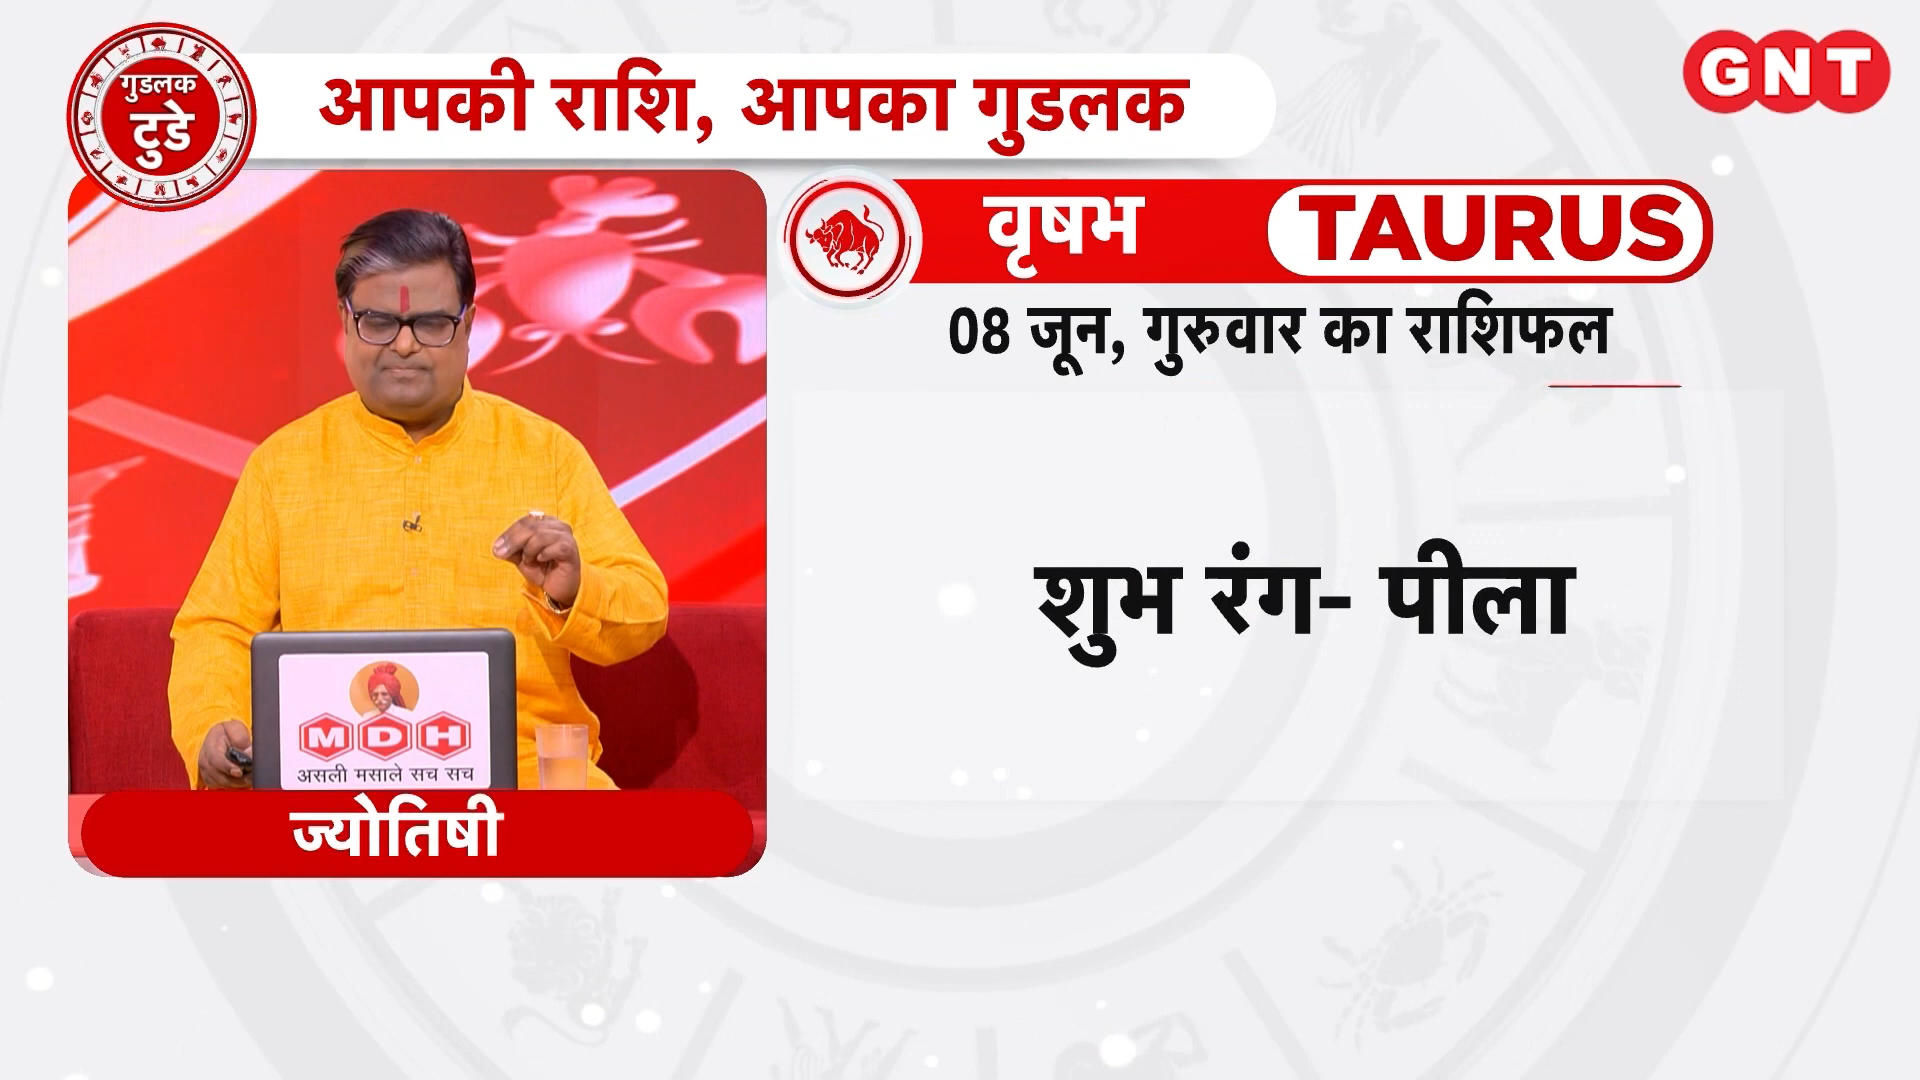 गुडलक
टुडे
आपकी राशि, आपका गुडलक
GNT
वृषभ
TAURUS
08 जून, गुरुवार का राशिफल
शुभ रंग- पीला
MDH
असली मसाले सच सच
ज्योतिषी